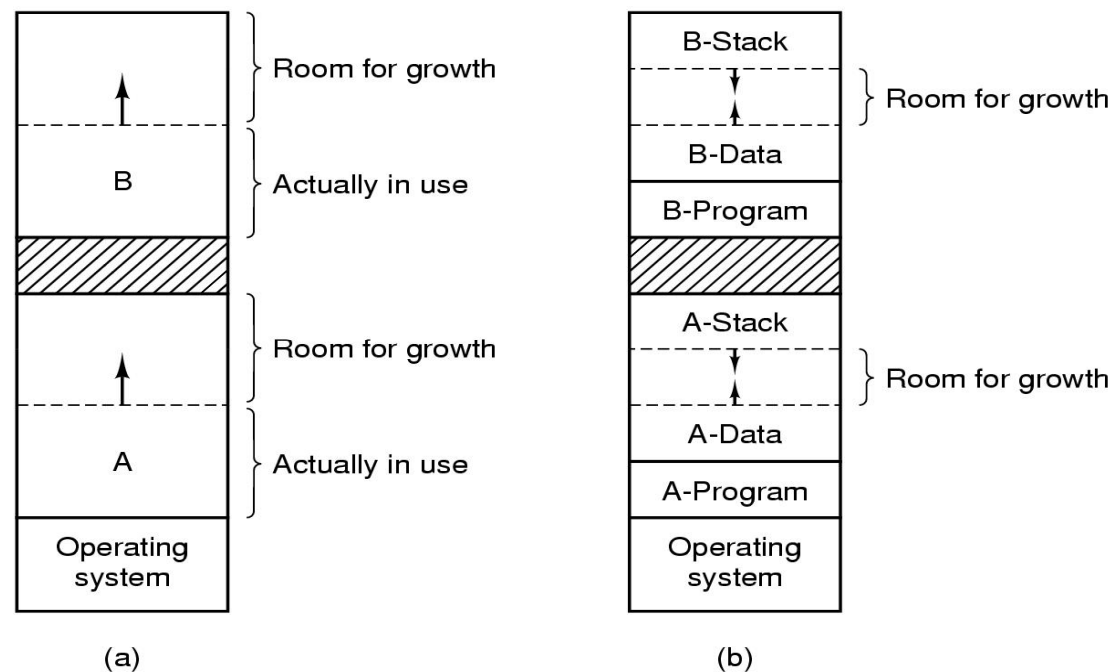 Room for growth
B
Actually in use
Room for growth
A
Actually in use
Operating
system
(a)
B-Stack
Room for growth
B-Data
B-Program
A-Stack
Room for growth
A-Data
A-Program
Operating
system
(b)